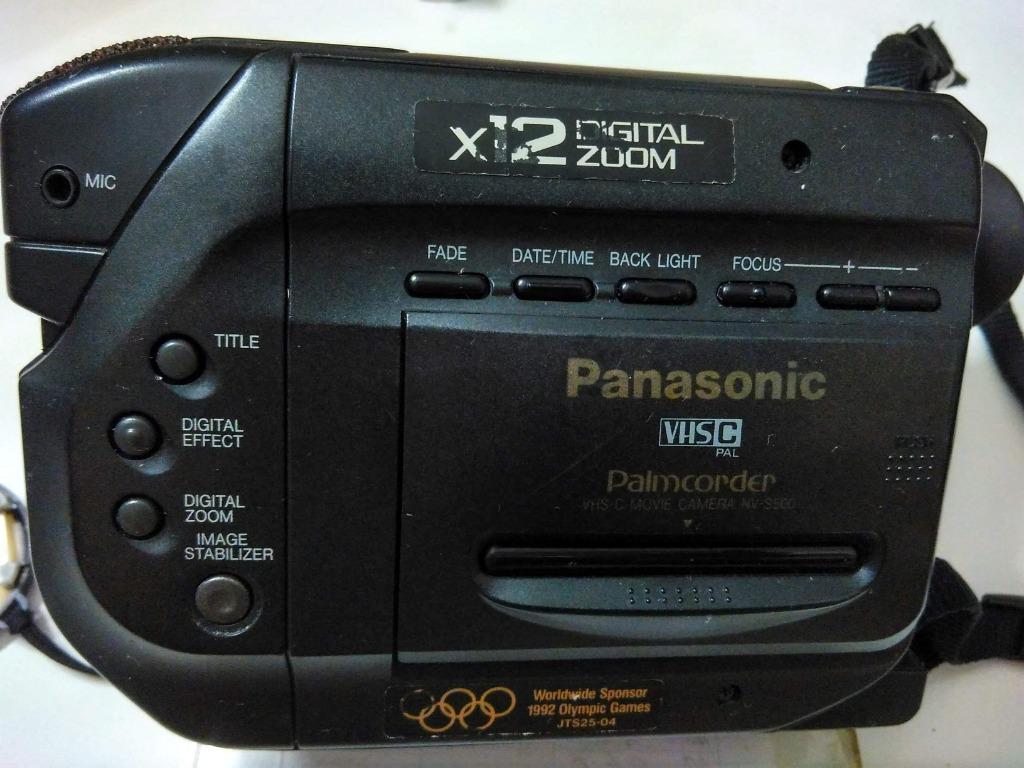 x12 DIGITAL
ZOOM
MIC
FADE
DATE/TIME
BACK LIGHT
FOCUS + -
TITLE
DIGITAL
EFFECT
DIGITAL
ZOOM
IMAGE
STABILIZER
Panasonic
VHS C
PAL
PUSH
Palmcorder
VHS-C MOVIE CAMERA NV-S500
Worldwide Sponsor
1992 Olympic Games
JTS25-04